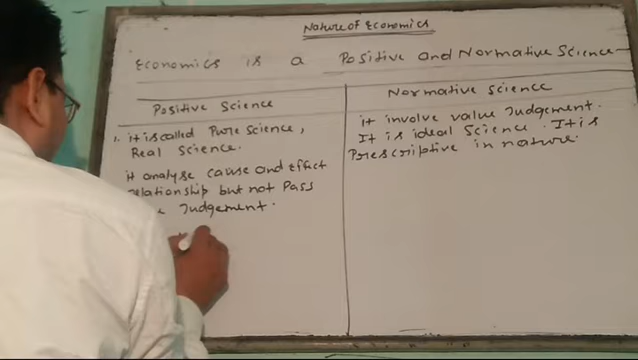 Nature of Economics
Economics is a Positive and Normative Science
Positive Science
1. it is called Pure Science,
Real Science.
it analyse cause and Effect
relationship but not Pass
Judgement.
Normative Science
it involve value Judgement.
It is ideal Science. It is
Prescriptive in nature.